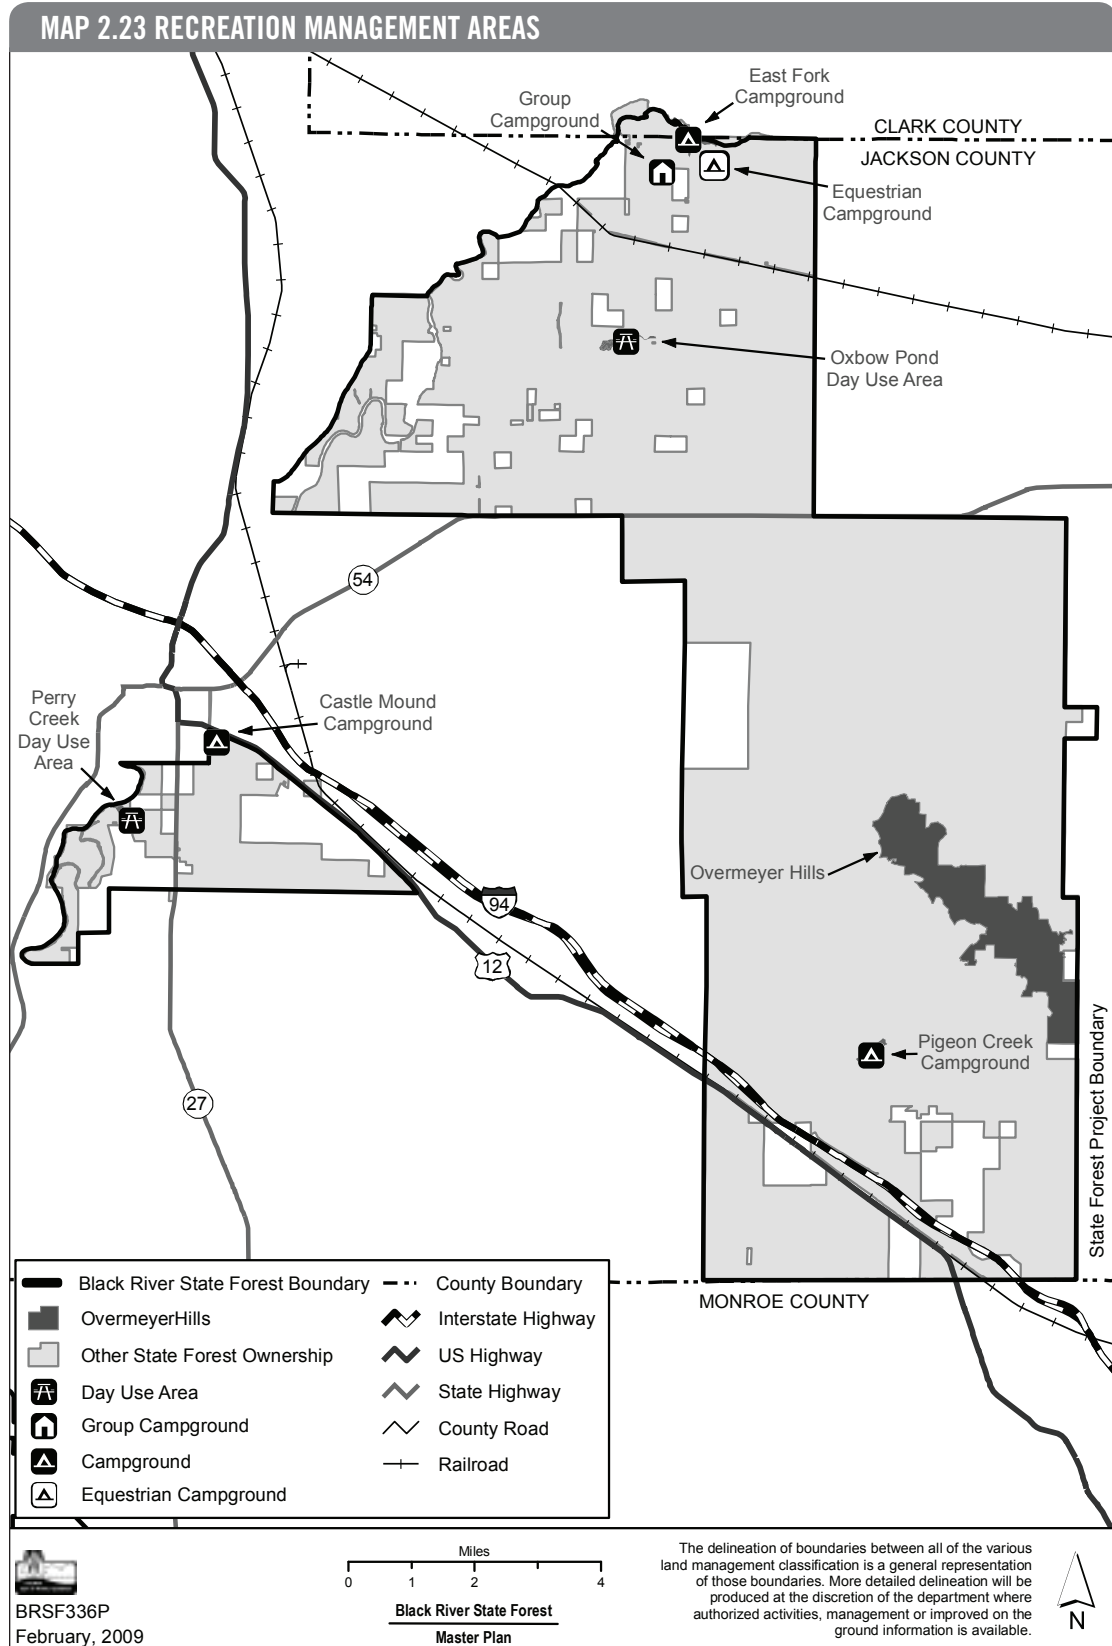 MAP 2.23 RECREATION MANAGEMENT AREAS
East Fork
Campground
Group
Campground
CLARK COUNTY
JACKSON COUNTY
Equestrian
Campground
Oxbow Pond
Day Use Area
54
Perry
Creek
Day Use
Area
Castle Mound
Campground
Overmeyer Hills
94
12
Pigeon Creek
Campground
27
State Forest Project Boundary
MONROE COUNTY
Black River State Forest Boundary
OvermeyerHills
Other State Forest Ownership
Day Use Area
Group Campground
Campground
Equestrian Campground
County Boundary
Interstate Highway
US Highway
State Highway
County Road
Railroad
BRSF336P
February, 2009
Miles
0 1 2 4
Black River State Forest
Master Plan
The delineation of boundaries between all of the various
land management classification is a general representation
of those boundaries. More detailed delineation will be
produced at the discretion of the department where
authorized activities, management or improved on the
ground information is available.
N